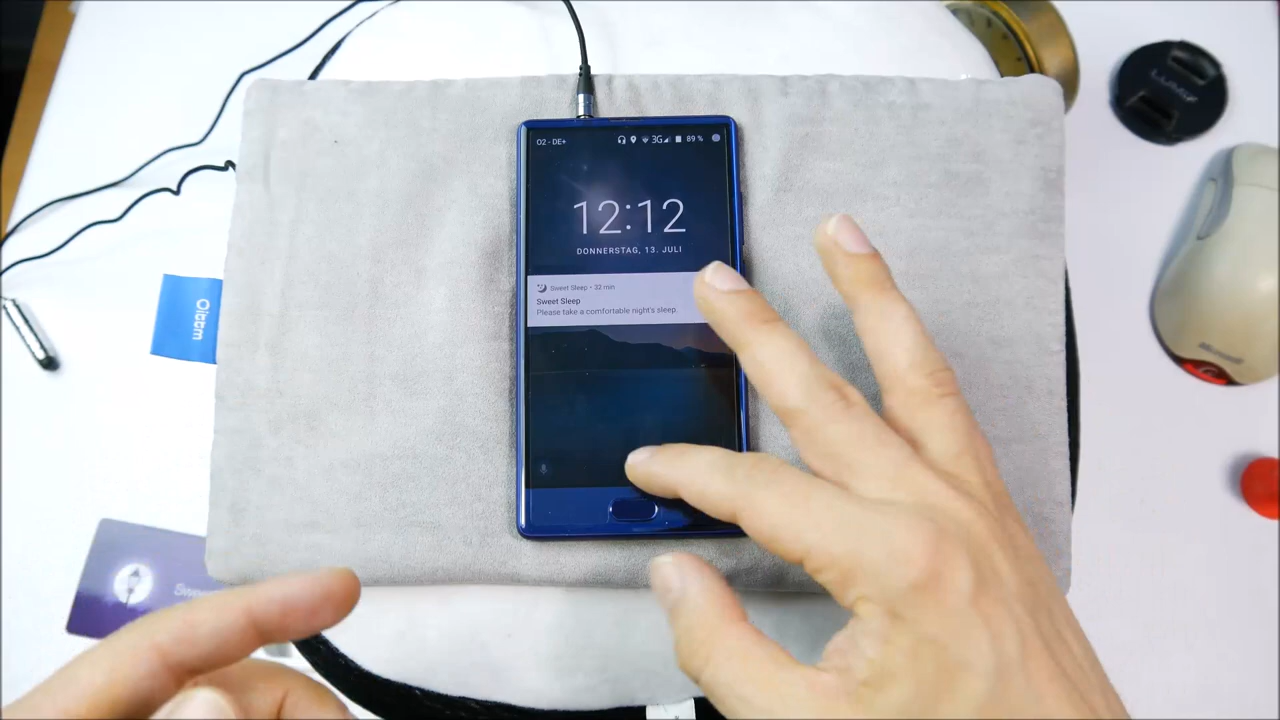 O2 - DE+
3G
89 %
12:12
DONNERSTAG, 13. JULI
Sweet Sleep • 32 min
Sweet Sleep
Please take a comfortable night's sleep.
Microsoft